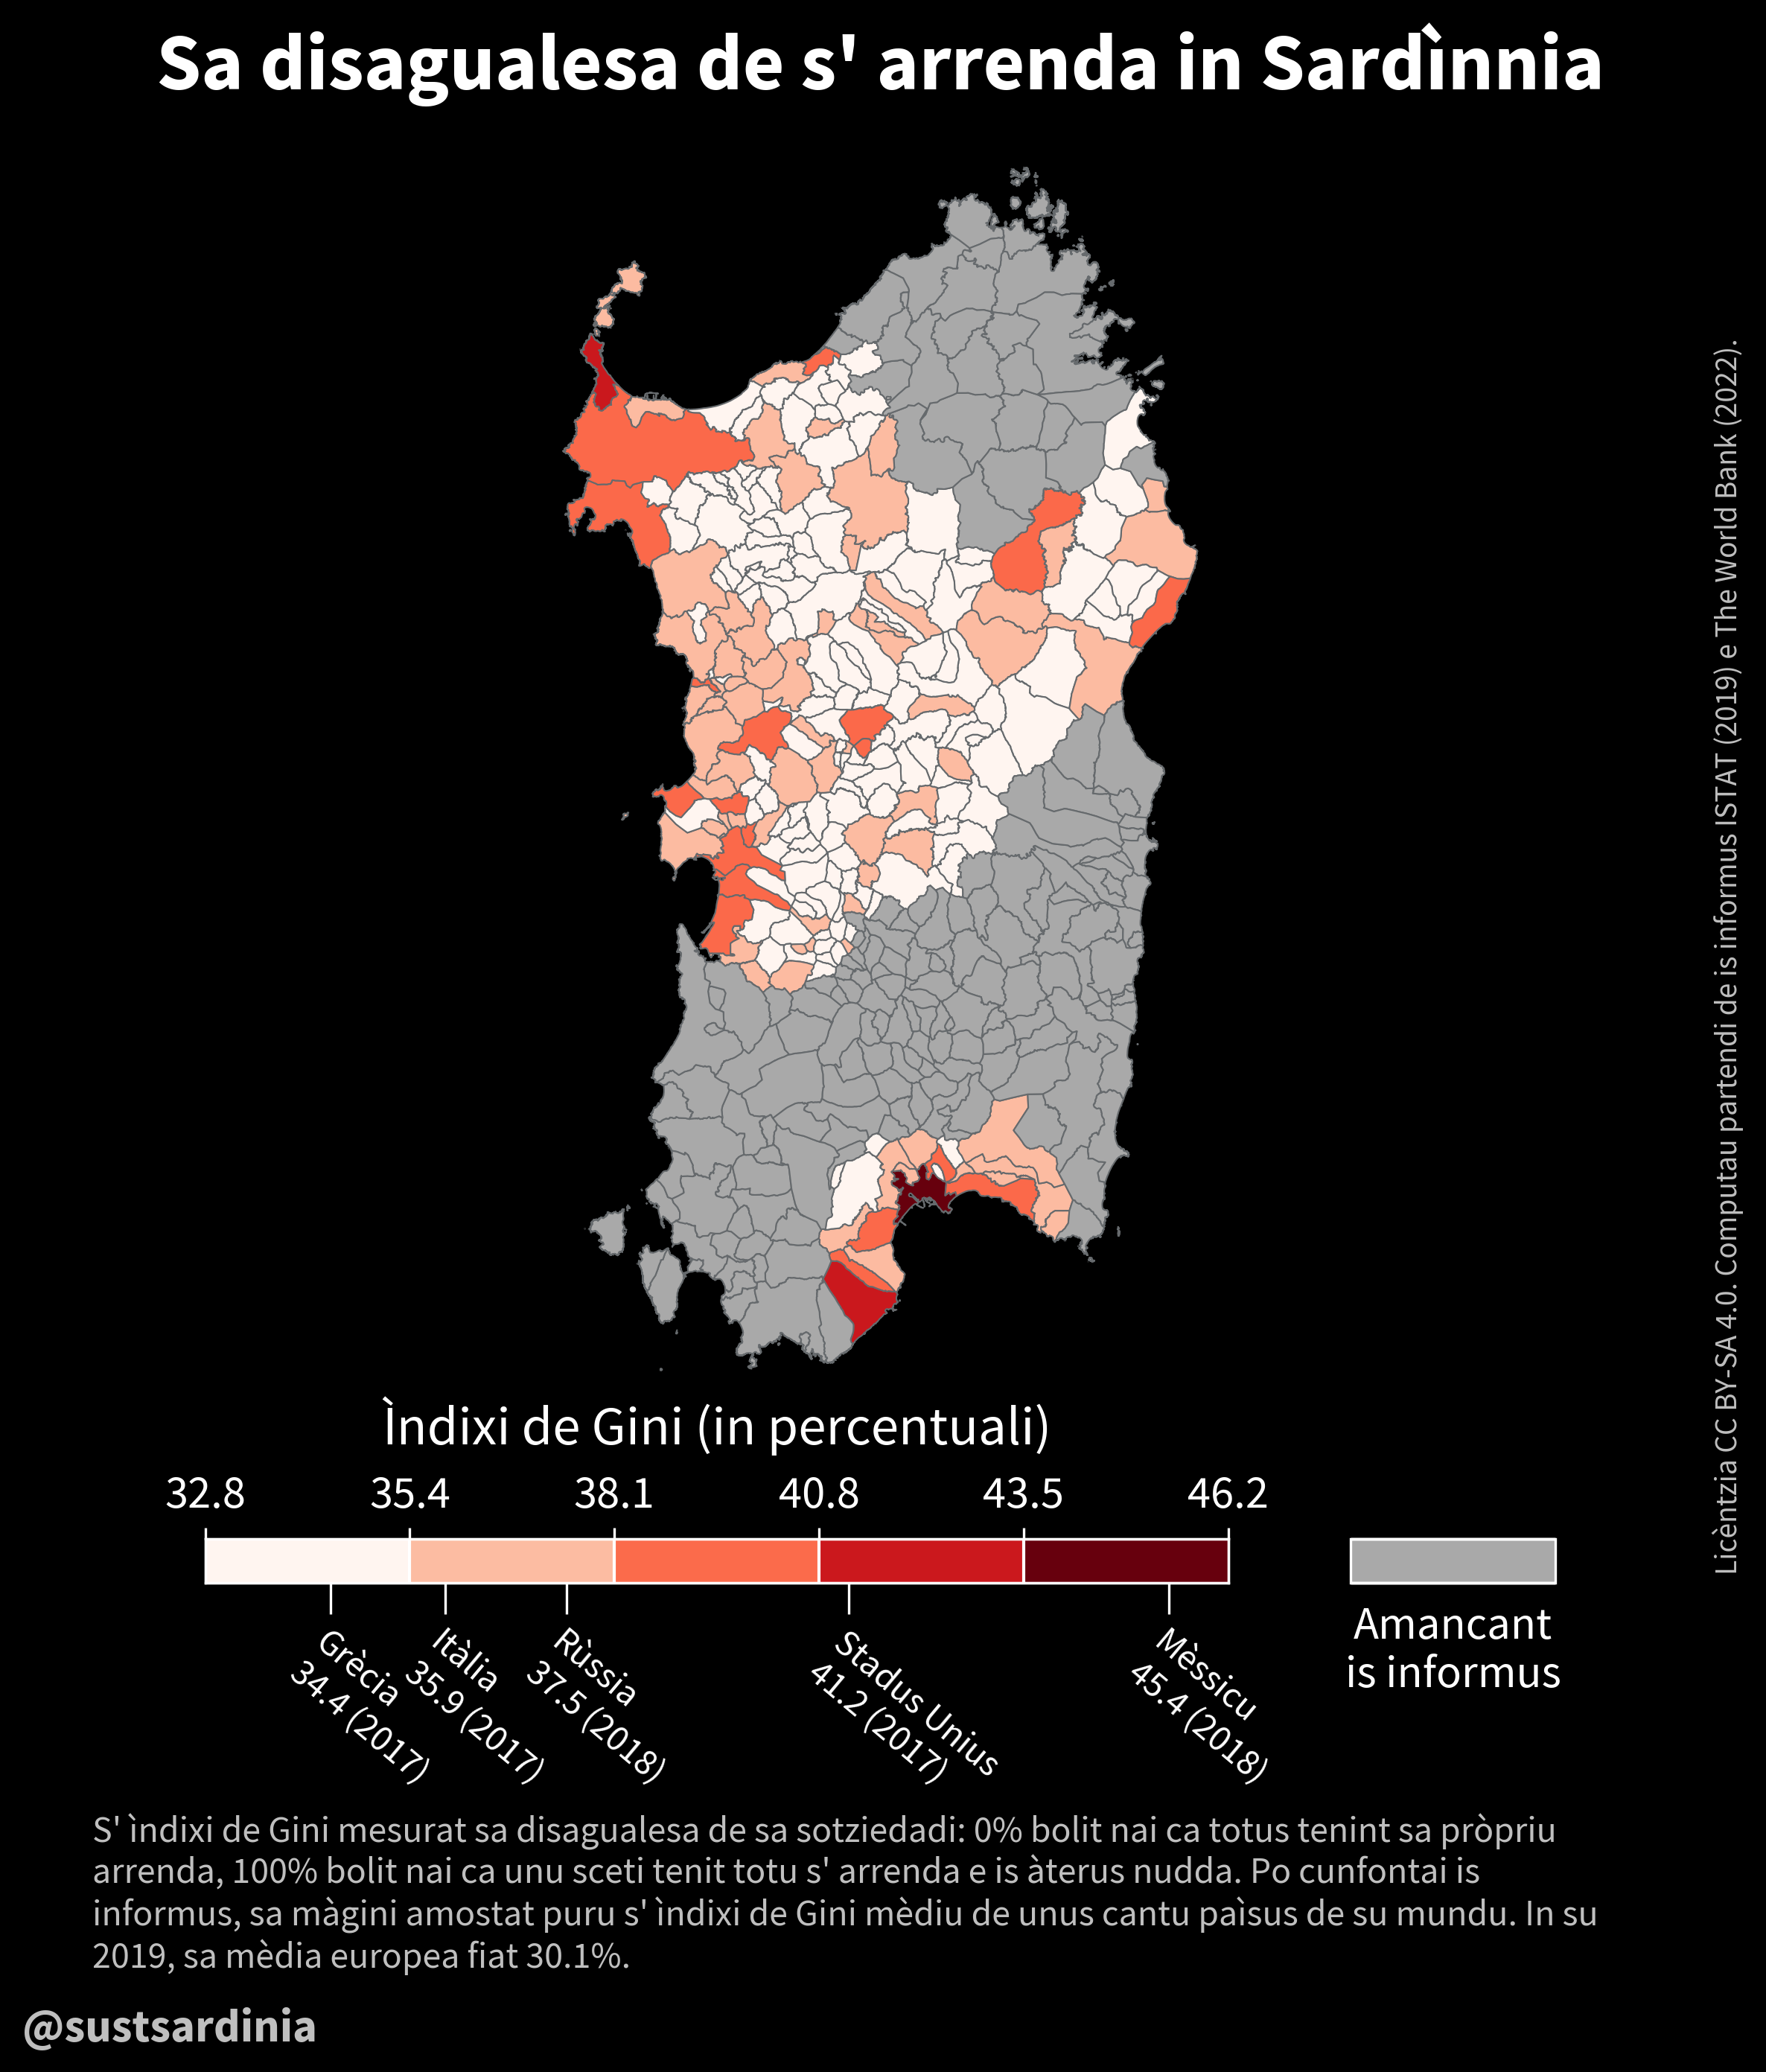 Sa disagualesa de s' arrenda in Sardìnnia
Licèntzia CC BY-SA 4.0. Computau partendi de is informus ISTAT (2019) e The World Bank (2022).
Ìndixi de Gini (in percentuali)
32.8 35.4 38.1 40.8 43.5 46.2
Grècia
34.4 (2017)
Itàlia
35.9 (2017)
Rùssia
37.5 (2018)
Stadus Unius
41.2 (2017)
Mèssicu
45.4 (2018)
Amancant
is informus
S' ìndixi de Gini mesurat sa disagualesa de sa sotziedadi: 0% bolit nai ca totus tenint sa pròpriu
arrenda, 100% bolit nai ca unu sceti tenit totu s' arrenda e is àterus nudda. Po cunfontai is
informus, sa màgini amostat puru s' ìndixi de Gini mèdiu de unus cantu paìsus de su mundu. In su
2019, sa mèdia europea fiat 30.1%.
@sustsardinia